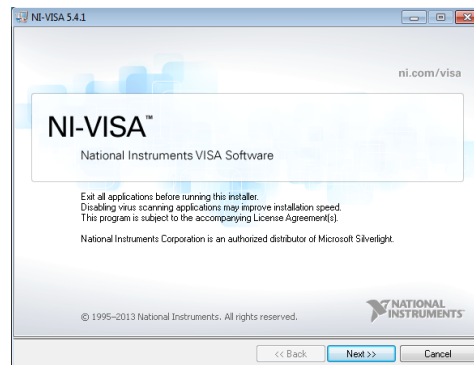 NI-VISA 5.4.1
ni.com/visa
NI-VISA™
National Instruments VISA Software
Exit all applications before running this installer.
Disabling virus scanning applications may improve installation speed.
This program is subject to the accompanying License Agreement(s).
National Instruments Corporation is an authorized distributor of Microsoft Silverlight.
© 1995–2013 National Instruments. All rights reserved.
NATIONAL
INSTRUMENTS
<< Back Next >> Cancel